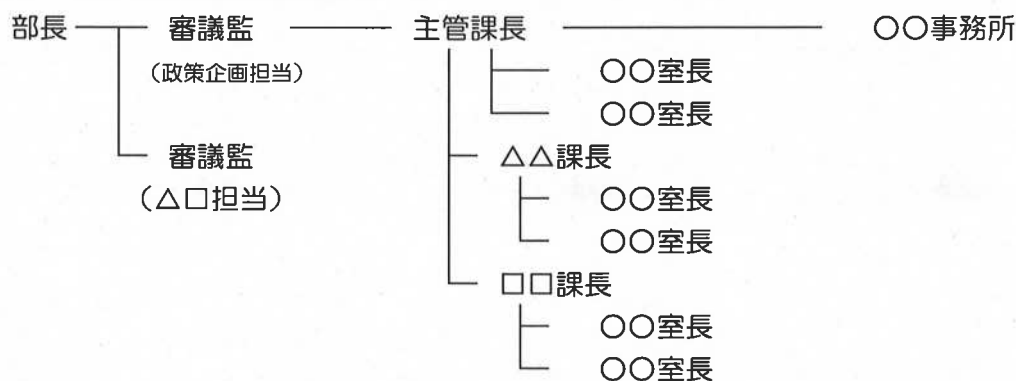 部長 審議監 主管課長 〇〇事務所
(政策企画担当) 〇〇室長
〇〇室長
審議監 △△課長
(△□担当) 〇〇室長
〇〇室長
□□課長
〇〇室長
〇〇室長